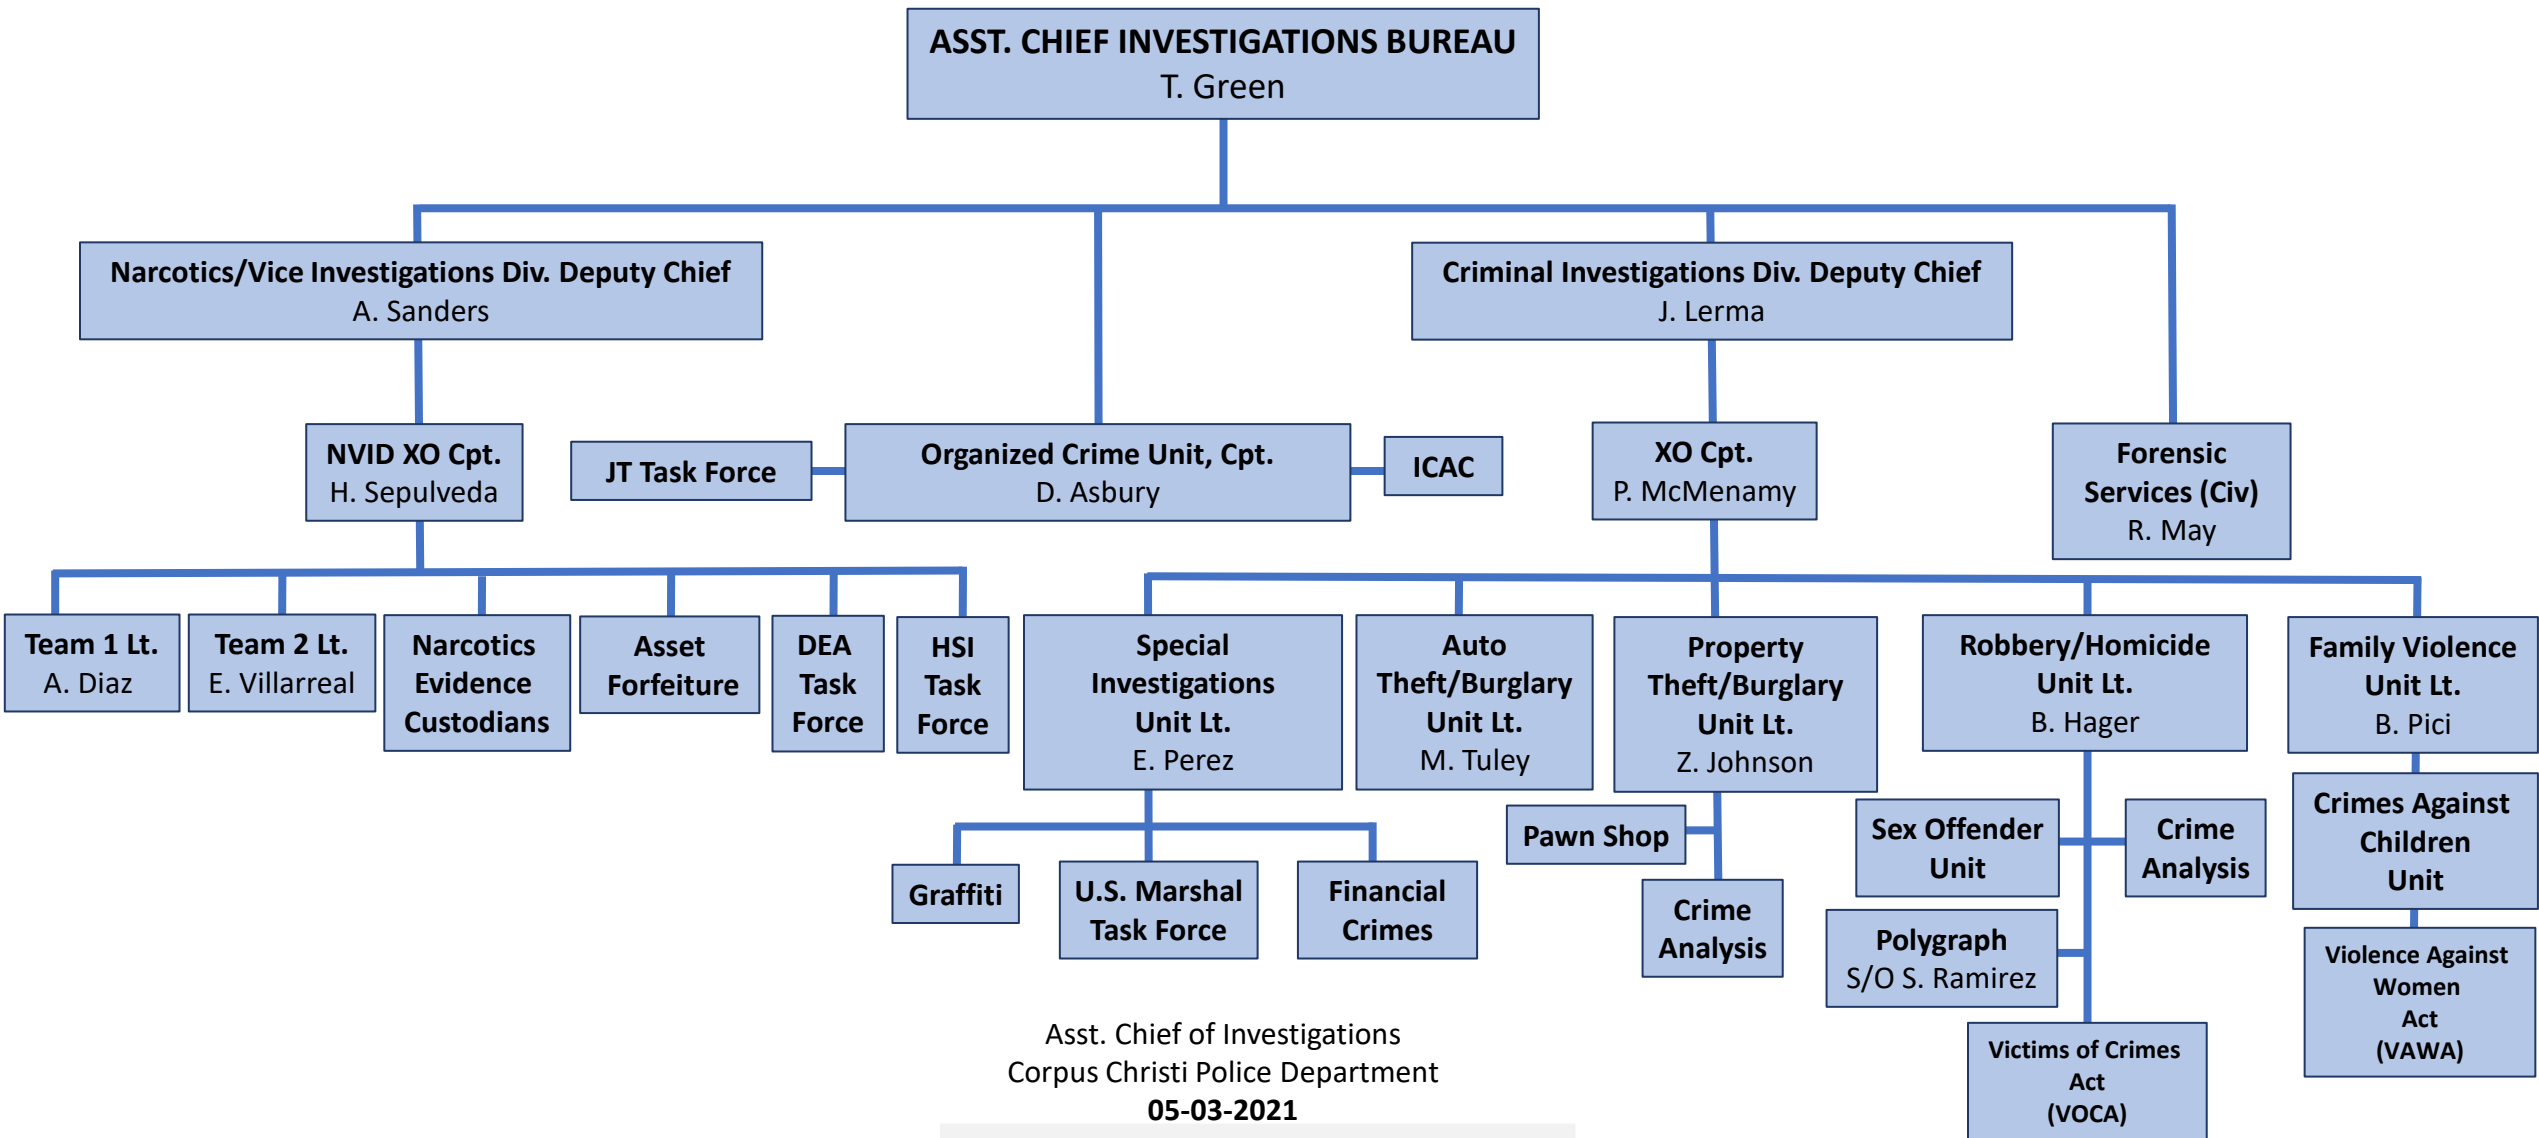 ASST. CHIEF INVESTIGATIONS BUREAU
T. Green
Narcotics/Vice Investigations Div. Deputy Chief
A. Sanders
Criminal Investigations Div. Deputy Chief
J. Lerma
NVID XO Cpt.
H. Sepulveda
JT Task Force
Organized Crime Unit, Cpt.
D. Asbury
ICAC
XO Cpt.
P. McMenamy
Forensic
Services (Civ)
R. May
Team 1 Lt.
A. Diaz
Team 2 Lt.
E. Villarreal
Narcotics
Evidence
Custodians
Asset
Forfeiture
DEA
Task
Force
HSI
Task
Force
Special
Investigations
Unit Lt.
E. Perez
Auto
Theft/Burglary
Unit Lt.
M. Tuley
Property
Theft/Burglary
Unit Lt.
Z. Johnson
Robbery/Homicide
Unit Lt.
B. Hager
Family Violence
Unit Lt.
B. Pici
Graffiti
U.S. Marshal
Task Force
Financial
Crimes
Pawn Shop
Crime
Analysis
Sex Offender
Unit
Crime
Analysis
Polygraph
S/O S. Ramirez
Victims of Crimes
Act
(VOCA)
Crimes Against
Children
Unit
Violence Against
Women
Act
(VAWA)
Asst. Chief of Investigations
Corpus Christi Police Department
05-03-2021